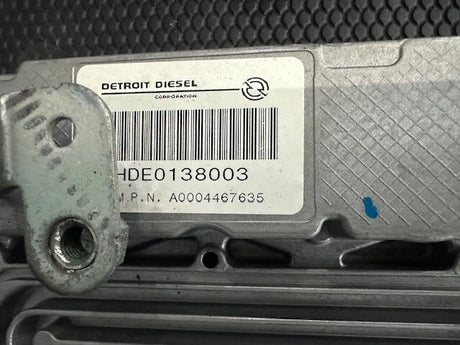 DETROIT DIESEL
CORPORATION
HDE0138003
M.P.N. A0004467635